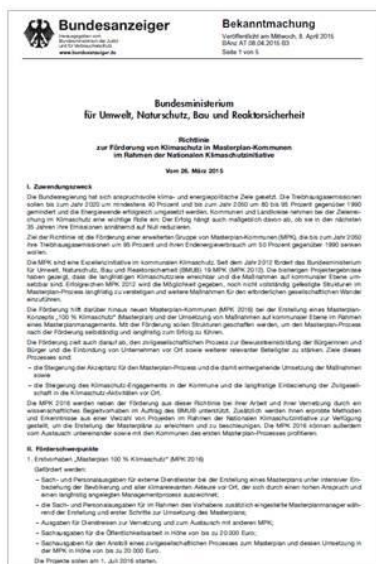 Bundesanzeiger
Herausgegeben vom
Bundesministerium der Justiz
und für Verbraucherschutz
www.bundesanzeiger.de
Bekanntmachung
Veröffentlicht am Mittwoch, 8. April 2015
BAnz AT 08.04.2015 B3
Seite 1 von 5
Bundesministerium
für Umwelt, Naturschutz, Bau und Reaktorsicherheit
Richtlinie
zur Förderung von Klimaschutz in Masterplan-Kommunen
im Rahmen der Nationalen Klimaschutzinitiative
Vom 26. März 2015
I. Zuwendungszweck
Die Bundesregierung hat sich anspruchsvolle klima- und energiepolitische Ziele gesetzt. Die Treibhausgasemissionen
sollen bis zum Jahr 2020 um mindestens 40 Prozent und bis zum Jahr 2050 um 80 bis 95 Prozent gegenüber 1990
gemindert und die Energiewende erfolgreich umgesetzt werden. Kommunen und Landkreise nehmen bei der Zielerrei-
chung im Klimaschutz eine wichtige Rolle ein: Der Erfolg hängt auch maßgeblich davon ab, ob sie in den nächsten
35 Jahren ihre Emissionen annähernd auf Null reduzieren.
Ziel der Richtlinie ist die Förderung einer erweiterten Gruppe von Masterplan-Kommunen (MPK), die bis zum Jahr 2050
ihre Treibhausgasemissionen um 95 Prozent und ihren Endenergieverbrauch um 50 Prozent gegenüber 1990 senken
wollen.
Die MPK sind eine Exzellenzinitiative im kommunalen Klimaschutz. Seit dem Jahr 2012 fördert das Bundesministerium
für Umwelt, Naturschutz, Bau und Reaktorsicherheit (BMUB) 19 MPK (MPK 2012). Die bisherigen Projektergebnisse
haben gezeigt, dass die langfristigen Klimaschutzziele erreichbar und die Maßnahmen auf kommunaler Ebene um-
setzbar sind. Erfolgreichen MPK 2012 wird die Möglichkeit gegeben, noch nicht vollständig gefestigte Strukturen im
Masterplan-Prozess langfristig zu verstetigen und weitere Maßnahmen für den erforderlichen gesellschaftlichen Wandel
einzuführen.
Die Förderung hilft darüber hinaus neuen Masterplan-Kommunen (MPK 2016) bei der Erstellung eines Masterplan-
Konzepts „100 % Klimaschutz“ (Masterplan) und der Umsetzung von Maßnahmen auf kommunaler Ebene im Rahmen
eines Masterplanmanagements. Mit der Förderung sollen Strukturen geschaffen werden, um den Masterplan-Prozess
nach der Förderung selbständig und langfristig zum Erfolg zu führen.
Die Förderung zielt auch darauf ab, den zivilgesellschaftlichen Prozess zur Bewusstseinsbildung der Bürgerinnen und
Bürger und die Einbindung von Unternehmen vor Ort sowie weiterer relevanter Beteiligter zu stärken. Ziele dieses
Prozesses sind:
– die Steigerung der Akzeptanz für den Masterplan-Prozess und die damit einhergehende Umsetzung der Maßnahmen
sowie
– die Steigerung des Klimaschutz-Engagements in der Kommune und die langfristige Einbeziehung der Zivilgesell-
schaft in die Klimaschutz-Aktivitäten vor Ort.
Die MPK 2016 werden neben der Förderung aus dieser Richtlinie bei ihrer Arbeit und ihrer Vernetzung durch ein
wissenschaftliches Begleitvorhaben im Auftrag des BMUB unterstützt. Zusätzlich werden ihnen erprobte Methoden
und Erkenntnisse aus einer Vielzahl von Projekten im Rahmen der Nationalen Klimaschutzinitiative zur Verfügung
gestellt, um die Erstellung der Masterpläne zu erleichtern und zu beschleunigen. Die MPK 2016 können außerdem
vom Austausch untereinander sowie mit den Kommunen des ersten Masterplan-Prozesses profitieren.
II. Förderschwerpunkte
1. Erstvorhaben „Masterplan 100 % Klimaschutz“ (MPK 2016)
Gefördert werden:
– Sach- und Personalausgaben für externe Dienstleister bei der Erstellung eines Masterplans unter intensiver Ein-
beziehung der Bevölkerung und aller klimarelevanten Akteure vor Ort, der sich durch einen hohen Anspruch und
einen langfristig angelegten Managementprozess auszeichnet;
– die Sach- und Personalausgaben für im Rahmen des Vorhabens zusätzlich eingesetzte Masterplanmanager wäh-
rend der Erstellung und erster Schritte zur Umsetzung des Masterplans;
– Ausgaben für Dienstreisen zur Vernetzung und zum Austausch mit anderen MPK;
– Sachausgaben für die Öffentlichkeitsarbeit in Höhe von bis zu 20 000 Euro;
– Sachausgaben für den Anstoß eines zivilgesellschaftlichen Prozesses zum Masterplan und dessen Umsetzung in
der MPK in Höhe von bis zu 20 000 Euro.
Die Projekte sollen am 1. Juli 2016 starten.